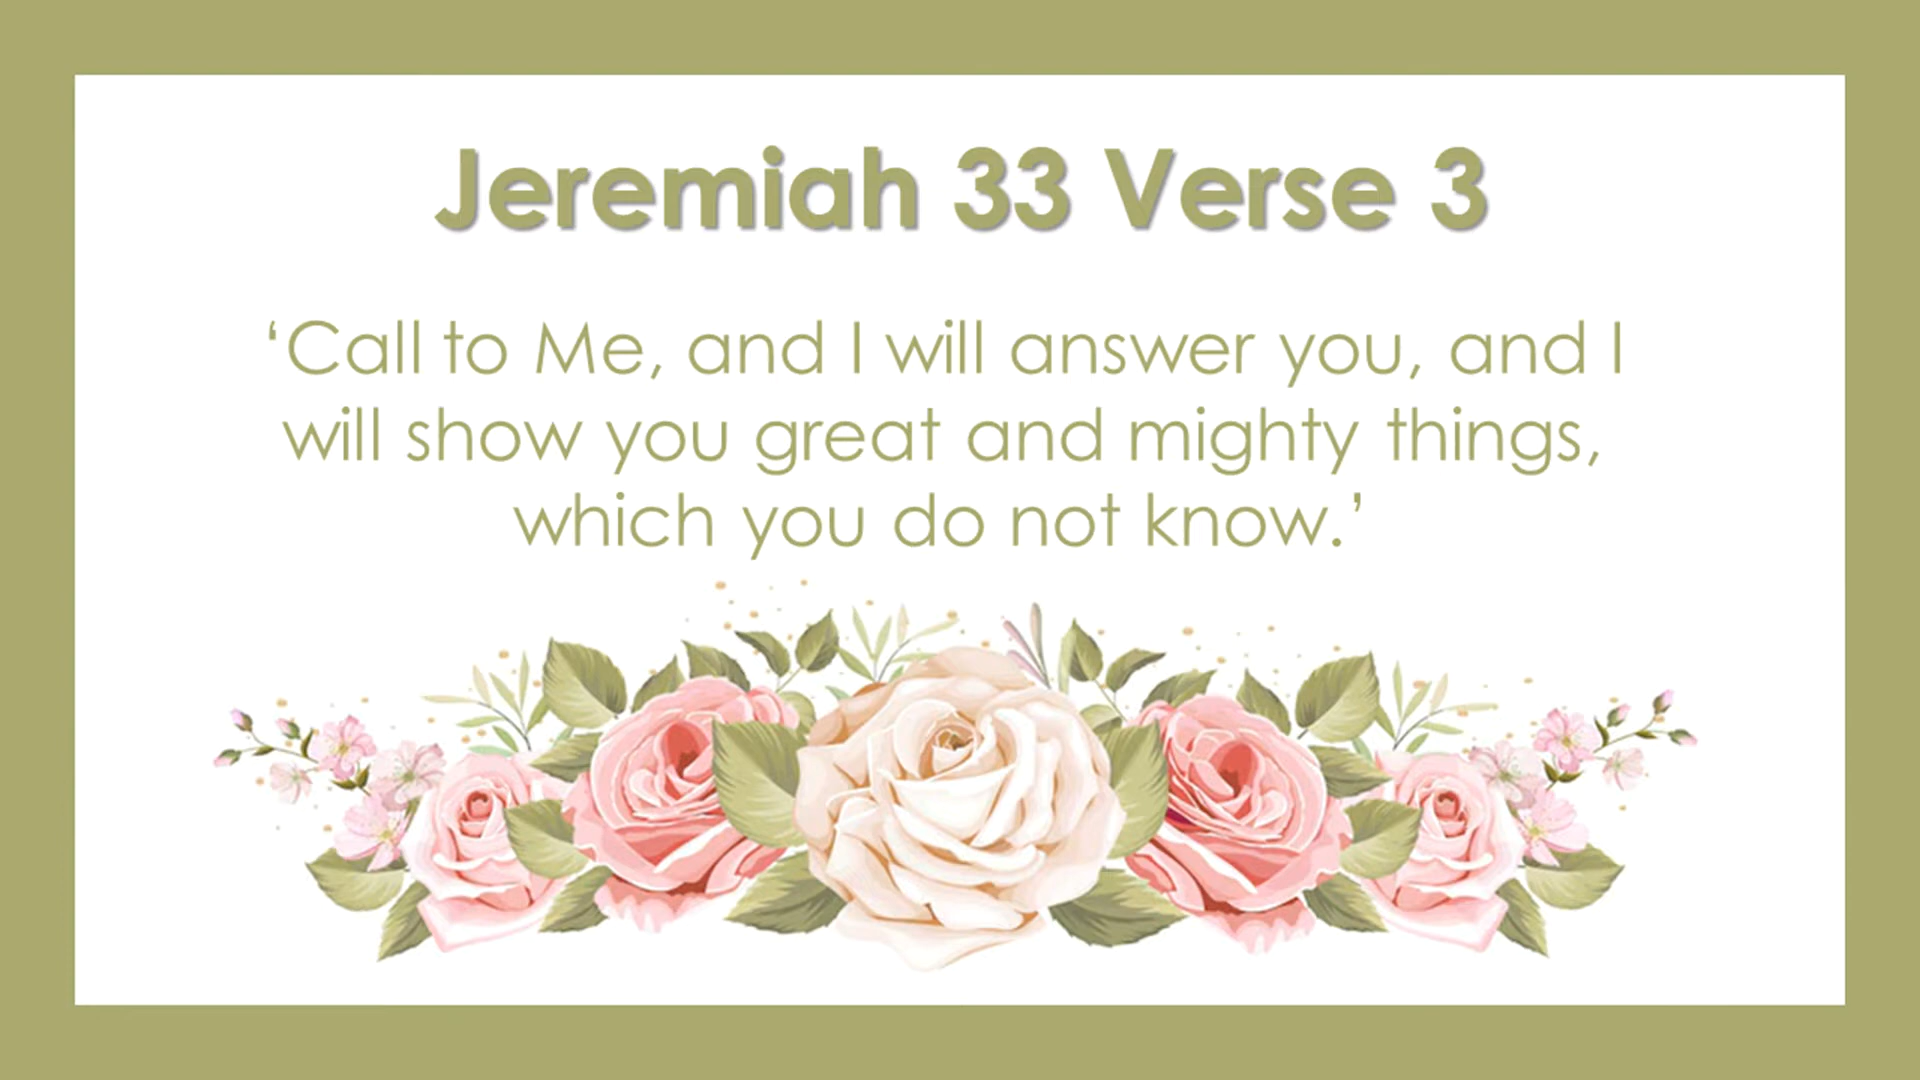 Jeremiah 33 Verse 3
‘Call to Me, and I will answer you, and I
will show you great and mighty things,
which you do not know.’